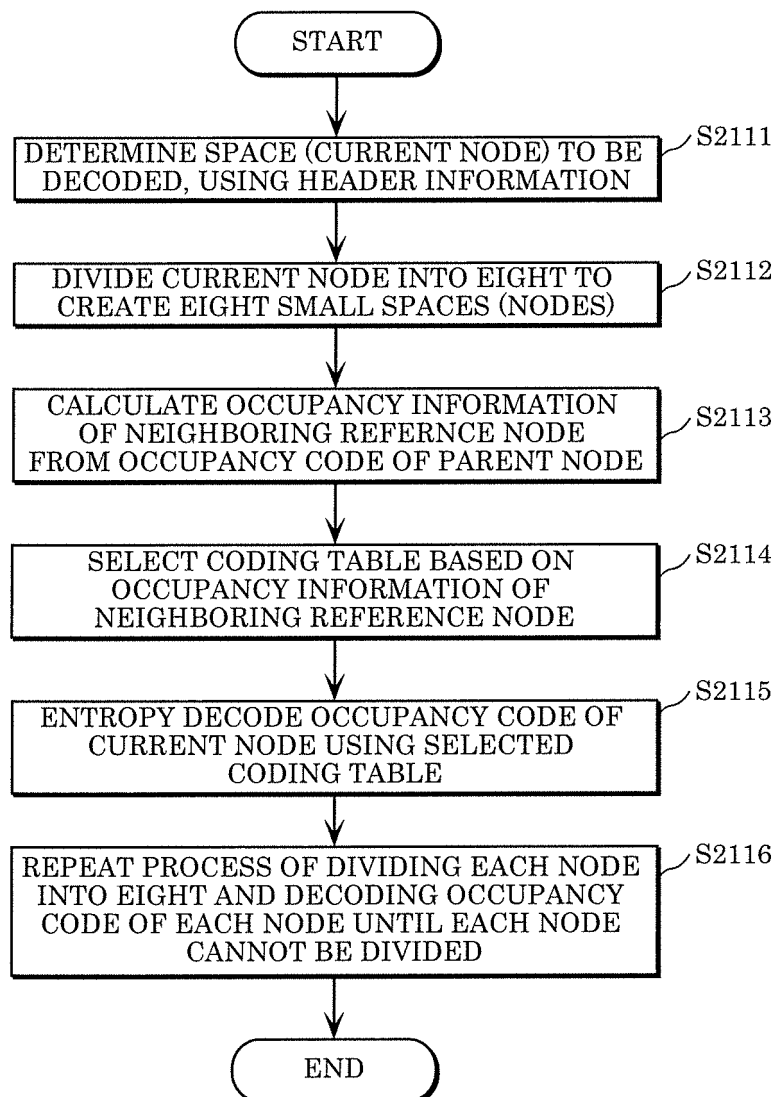 START
S2111
DETERMINE SPACE (CURRENT NODE) TO BE
DECODED, USING HEADER INFORMATION
S2112
DIVIDE CURRENT NODE INTO EIGHT TO
CREATE EIGHT SMALL SPACES (NODES)
S2113
CALCULATE OCCUPANCY INFORMATION
OF NEIGHBORING REFERNCE NODE
FROM OCCUPANCY CODE OF PARENT NODE
S2114
SELECT CODING TABLE BASED ON
OCCUPANCY INFORMATION OF
NEIGHBORING REFERENCE NODE
S2115
ENTROPY DECODE OCCUPANCY CODE OF
CURRENT NODE USING SELECTED
CODING TABLE
S2116
REPEAT PROCESS OF DIVIDING EACH NODE
INTO EIGHT AND DECODING OCCUPANCY
CODE OF EACH NODE UNTIL EACH NODE
CANNOT BE DIVIDED
END